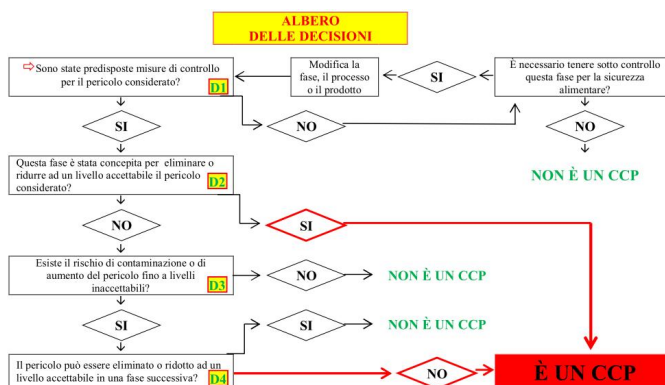 ALBERO
DELLE DECISIONI
⇨Sono state predisposte misure di controllo
per il pericolo considerato?
D1
Modifica la
fase, il processo
o il prodotto
SI
È necessario tenere sotto controllo
questa fase per la sicurezza
alimentare?
SI
NO
NO
NON È UN CCP
Questa fase è stata concepita per eliminare o
ridurre ad un livello accettabile il pericolo
considerato?
D2
NO
SI
Esiste il rischio di contaminazione o di
aumento del pericolo fino a livelli
inaccettabili?
D3
NO
NON È UN CCP
SI
SI
NON È UN CCP
Il pericolo può essere eliminato o ridotto ad un
livello accettabile in una fase successiva?
D4
NO
È UN CCP